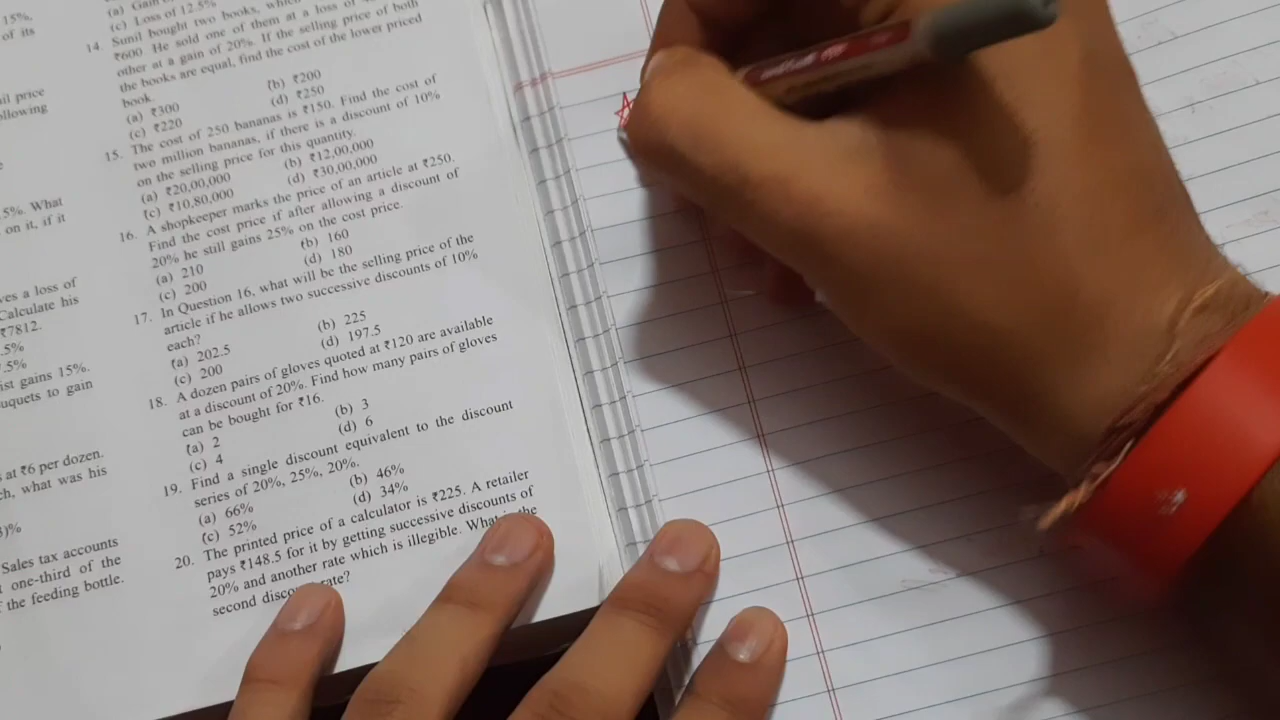 15%.
of its
il price
ollowing
5%. What
on it, if it
ves a loss of
Calculate his
₹7812.
.5%
.5%
ist gains 15%.
uquets to gain
at ₹6 per dozen.
ch, what was his
)%
Sales tax accounts
one-third of the
the feeding bottle.
(a) Gain
(c) Loss of 12.5%
14. Sunil bought two books, which
₹600. He sold one of them at a loss of
other at a gain of 20%. If the selling price of both
the books are equal, find the cost of the lower priced
book.
(a) ₹300 (b) ₹200
(c) ₹220 (d) ₹250
15. The cost of 250 bananas is ₹150. Find the cost of
two million bananas, if there is a discount of 10%
on the selling price for this quantity.
(a) ₹20,00,000 (b) ₹12,00,000
(c) ₹10,80,000 (d) ₹30,00,000
16. A shopkeeper marks the price of an article at ₹250.
Find the cost price if after allowing a discount of
20% he still gains 25% on the cost price.
(a) 210 (b) 160
(c) 200 (d) 180
17. In Question 16, what will be the selling price of the
article if he allows two successive discounts of 10%
each?
(a) 202.5 (b) 225
(c) 200 (d) 197.5
18. A dozen pairs of gloves quoted at ₹120 are available
at a discount of 20%. Find how many pairs of gloves
can be bought for ₹16.
(a) 2 (b) 3
(c) 4 (d) 6
19. Find a single discount equivalent to the discount
series of 20%, 25%, 20%.
(a) 66% (b) 46%
(c) 52% (d) 34%
20. The printed price of a calculator is ₹225. A retailer
pays ₹148.5 for it by getting successive discounts of
20% and another rate which is illegible. What is the
second disco rate?